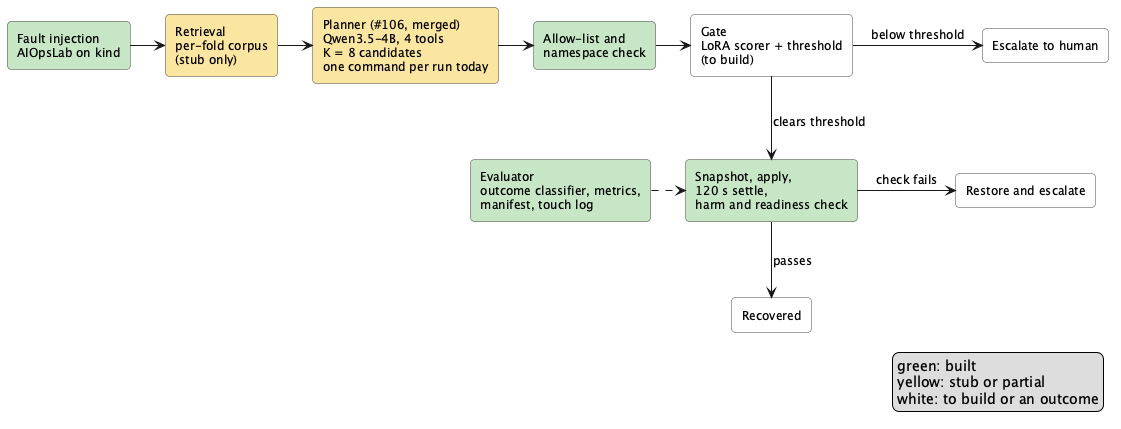 Fault injection
AIOpsLab on kind
Retrieval
per-fold corpus
(stub only)
Planner (#106, merged)
Qwen3.5-4B, 4 tools
K = 8 candidates
one command per run today
Allow-list and
namespace check
Gate
LoRA scorer + threshold
(to build)
below threshold
Escalate to human
clears threshold
Evaluator
outcome classifier, metrics,
manifest, touch log
Snapshot, apply,
120 s settle,
harm and readiness check
check fails
Restore and escalate
passes
Recovered
green: built
yellow: stub or partial
white: to build or an outcome